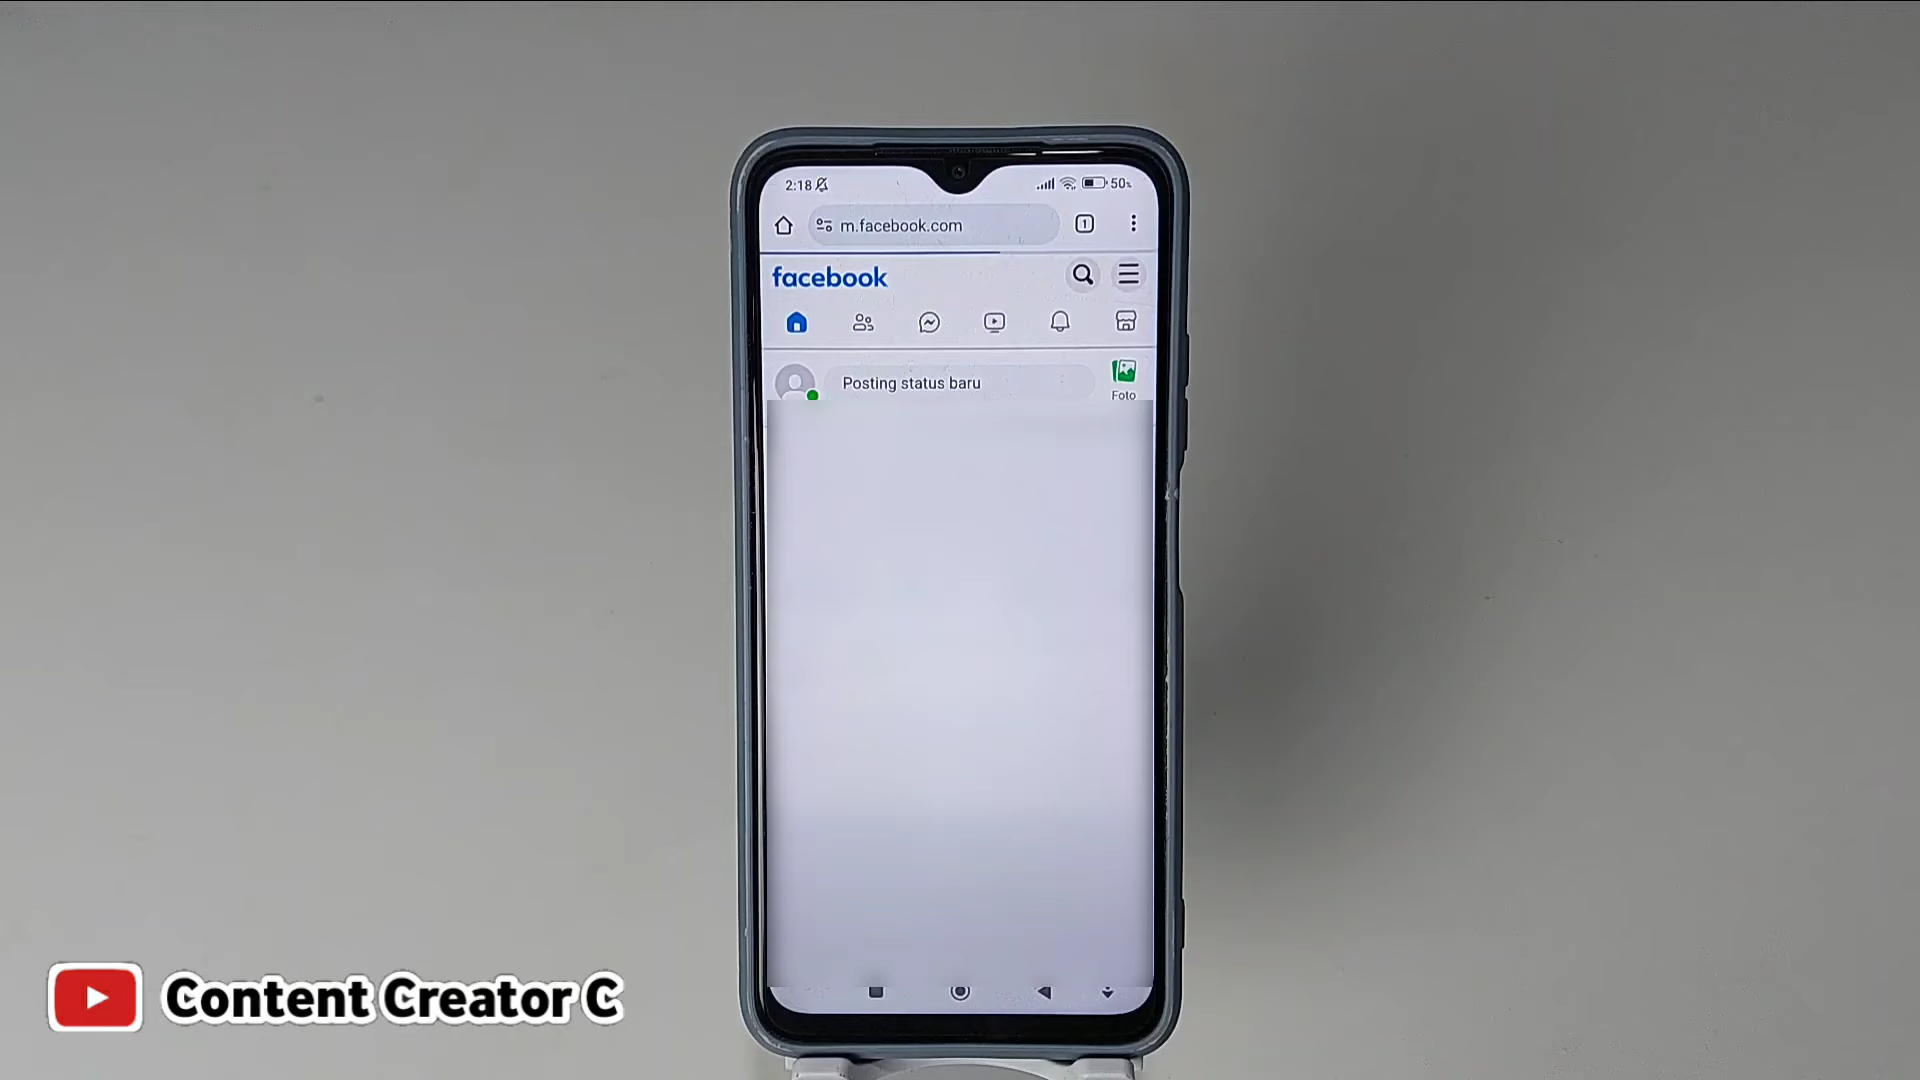 2:18
50%
m.facebook.com
1
facebook
Posting status baru
Foto
Content Creator C